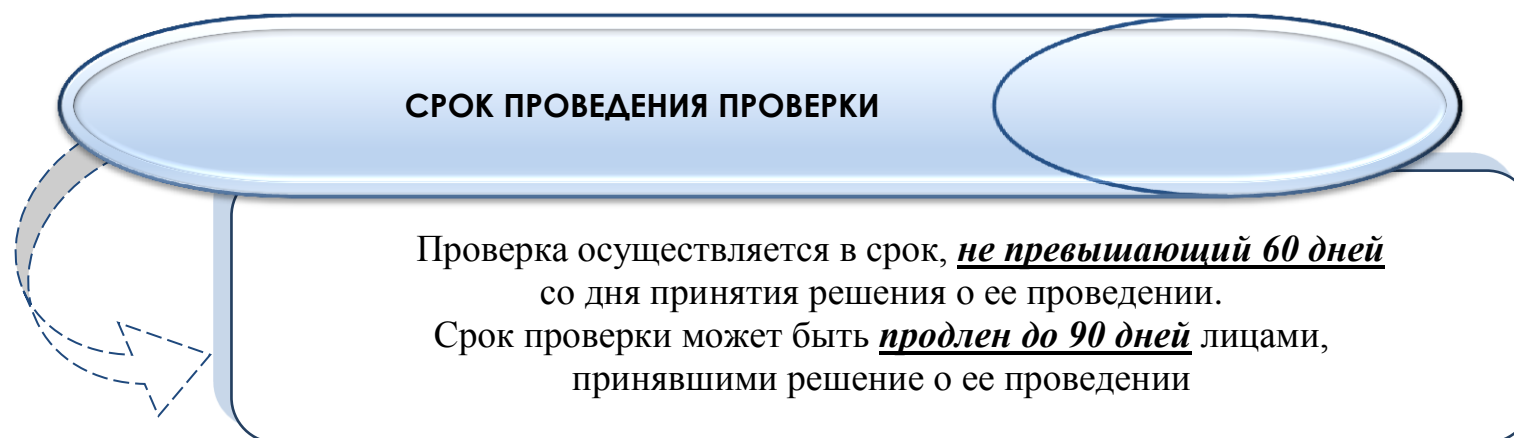 СРОК ПРОВЕДЕНИЯ ПРОВЕРКИ
Проверка осуществляется в срок, не превышающий 60 дней
со дня принятия решения о ее проведении.
Срок проверки может быть продлен до 90 дней лицами,
принявшими решение о ее проведении